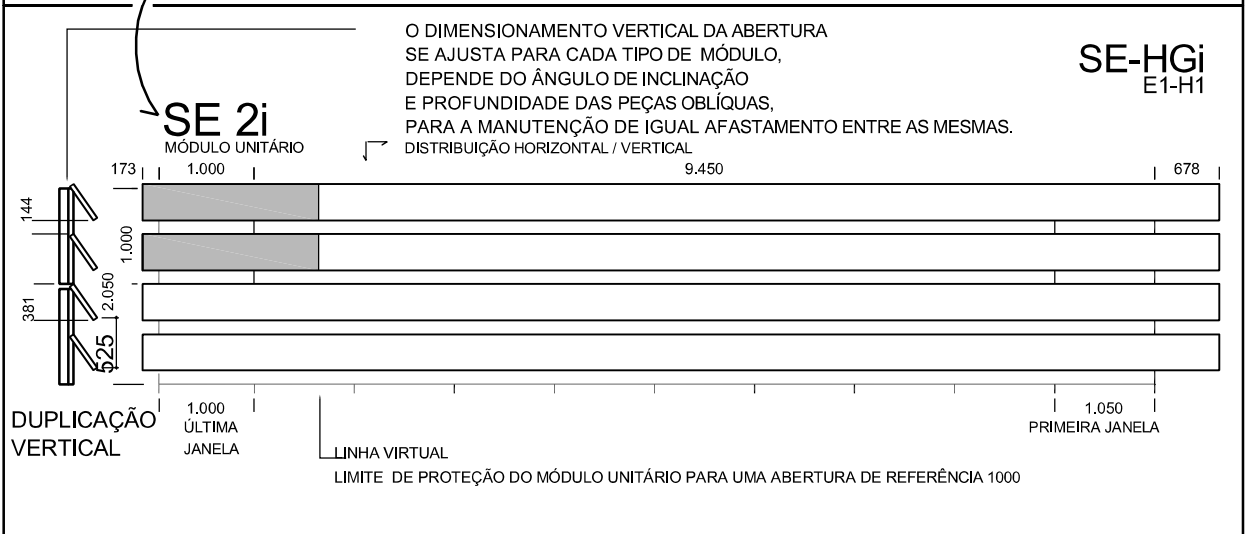 O DIMENSIONAMENTO VERTICAL DA ABERTURA
SE AJUSTA PARA CADA TIPO DE MÓDULO,
DEPENDE DO ÂNGULO DE INCLINAÇÃO
E PROFUNDIDADE DAS PEÇAS OBLÍQUAS,
PARA A MANUTENÇÃO DE IGUAL AFASTAMENTO ENTRE AS MESMAS.
SE-HGi
E1-H1
SE 2i
MÓDULO UNITÁRIO
DISTRIBUIÇÃO HORIZONTAL / VERTICAL
173
1.000
9.450
678
144
1.000
381
2.050
525
DUPLICAÇÃO
VERTICAL
1.000
ÚLTIMA
JANELA
1.050
PRIMEIRA JANELA
LINHA VIRTUAL
LIMITE DE PROTEÇÃO DO MÓDULO UNITÁRIO PARA UMA ABERTURA DE REFERÊNCIA 1000